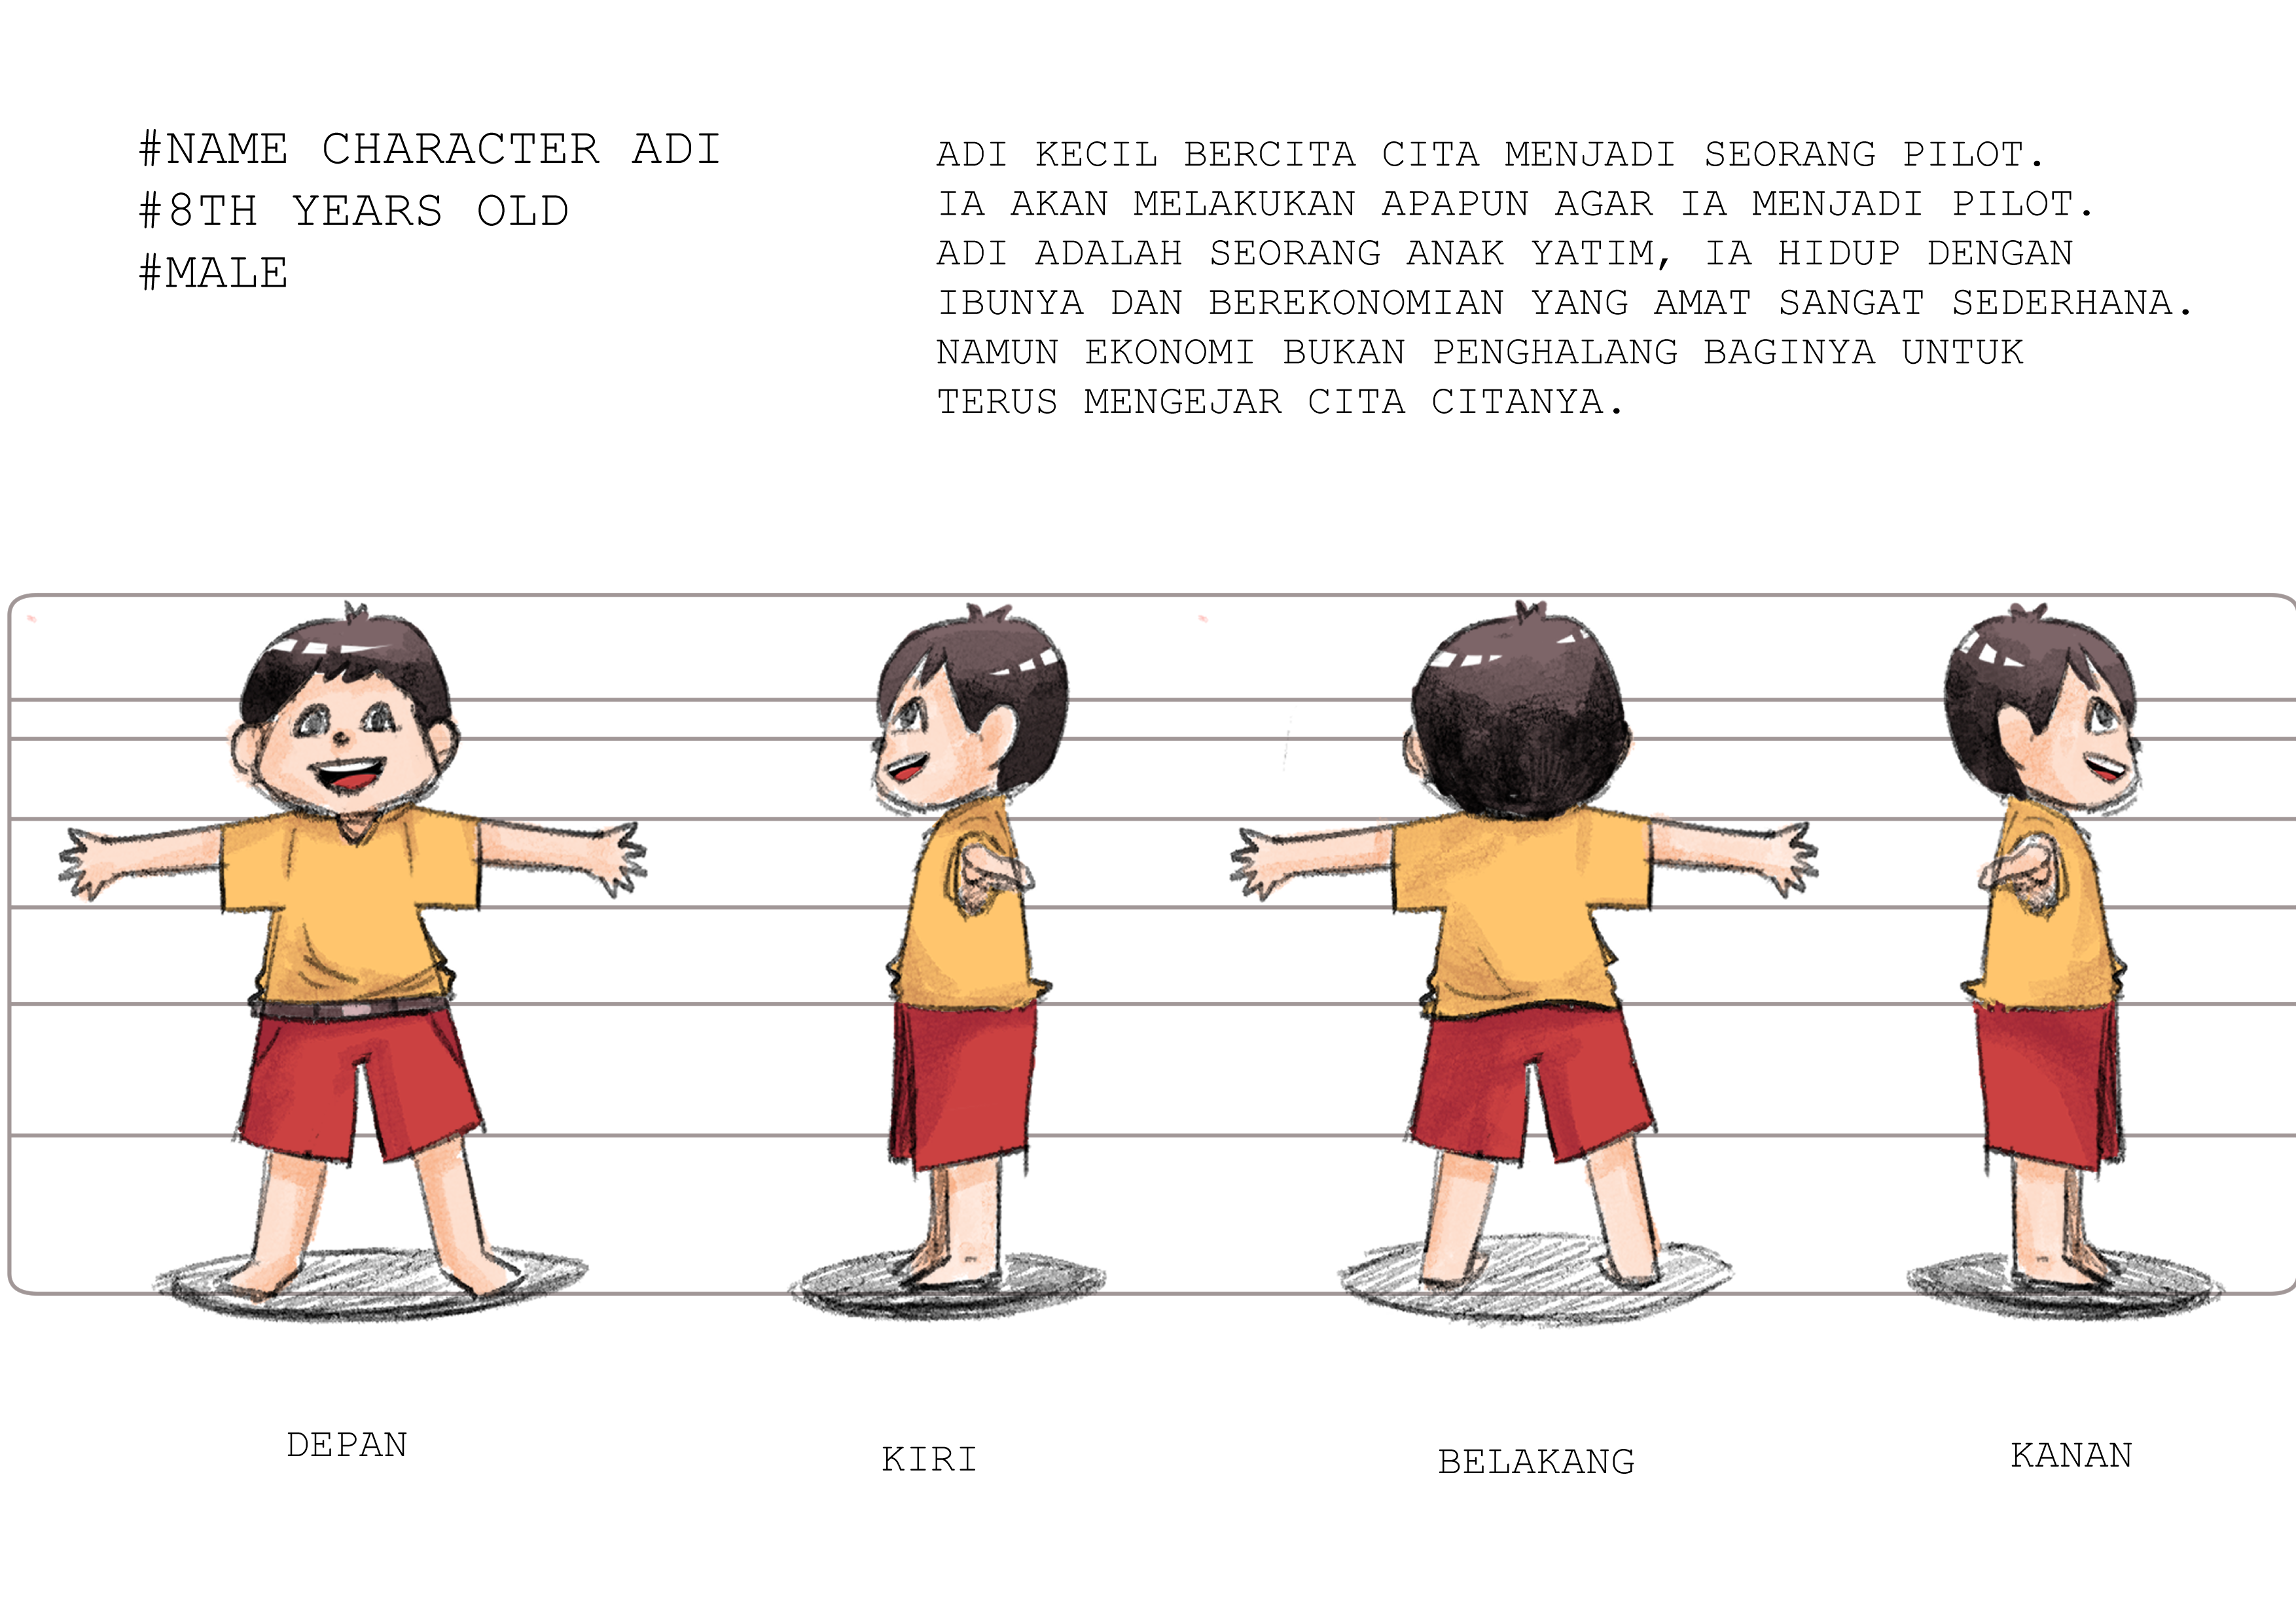 #NAME CHARACTER ADI
#8TH YEARS OLD
#MALE
ADI KECIL BERCITA CITA MENJADI SEORANG PILOT.
IA AKAN MELAKUKAN APAPUN AGAR IA MENJADI PILOT.
ADI ADALAH SEORANG ANAK YATIM, IA HIDUP DENGAN
IBUNYA DAN BEREKONOMIAN YANG AMAT SANGAT SEDERHANA.
NAMUN EKONOMI BUKAN PENGHALANG BAGINYA UNTUK
TERUS MENGEJAR CITA CITANYA.
DEPAN
KIRI
BELAKANG
KANAN